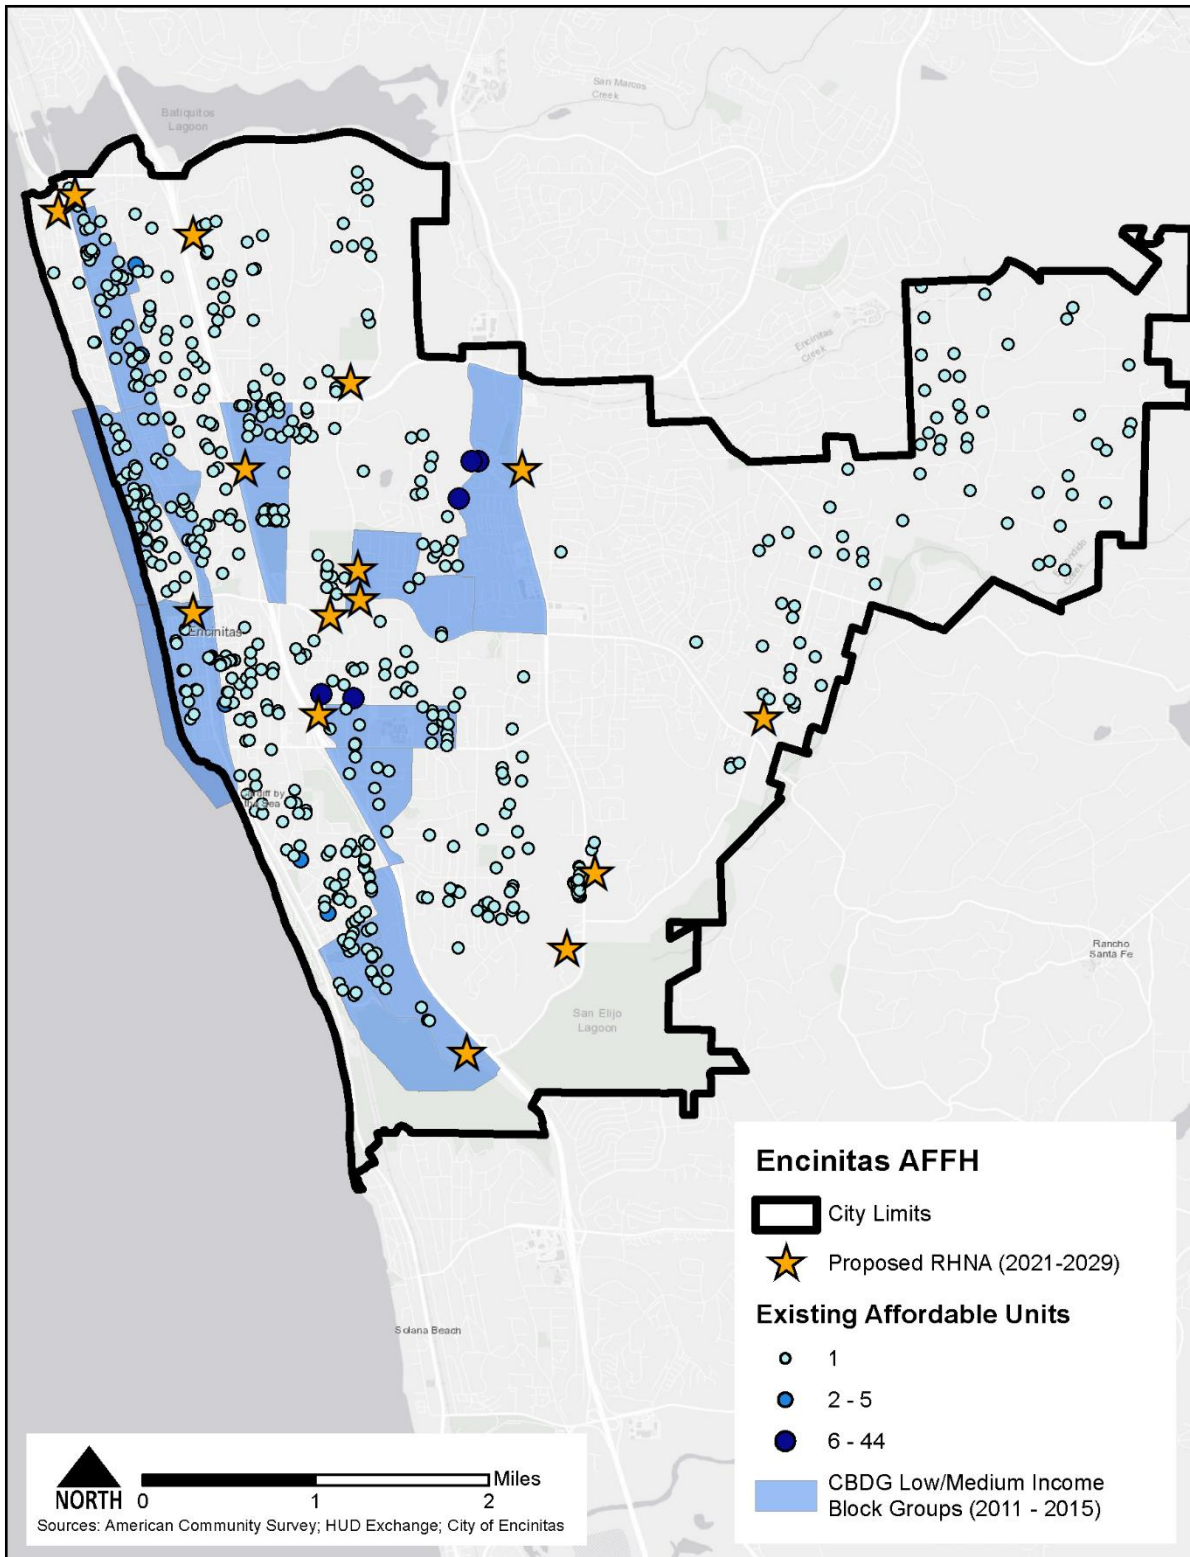 San Marcos
Creek
Batiquitos
Lagoon
Encinitas
Creek
Escondido
Creek
Encinitas
Cardiff by
the Sea
Rancho
Santa Fe
San Elijo
Lagoon
Solana Beach
Encinitas AFFH
City Limits
Proposed RHNA (2021-2029)
Existing Affordable Units
1
2 - 5
6 - 44
CBDG Low/Medium Income
Block Groups (2011 - 2015)
NORTH
Miles
0 1 2
Sources: American Community Survey; HUD Exchange; City of Encinitas